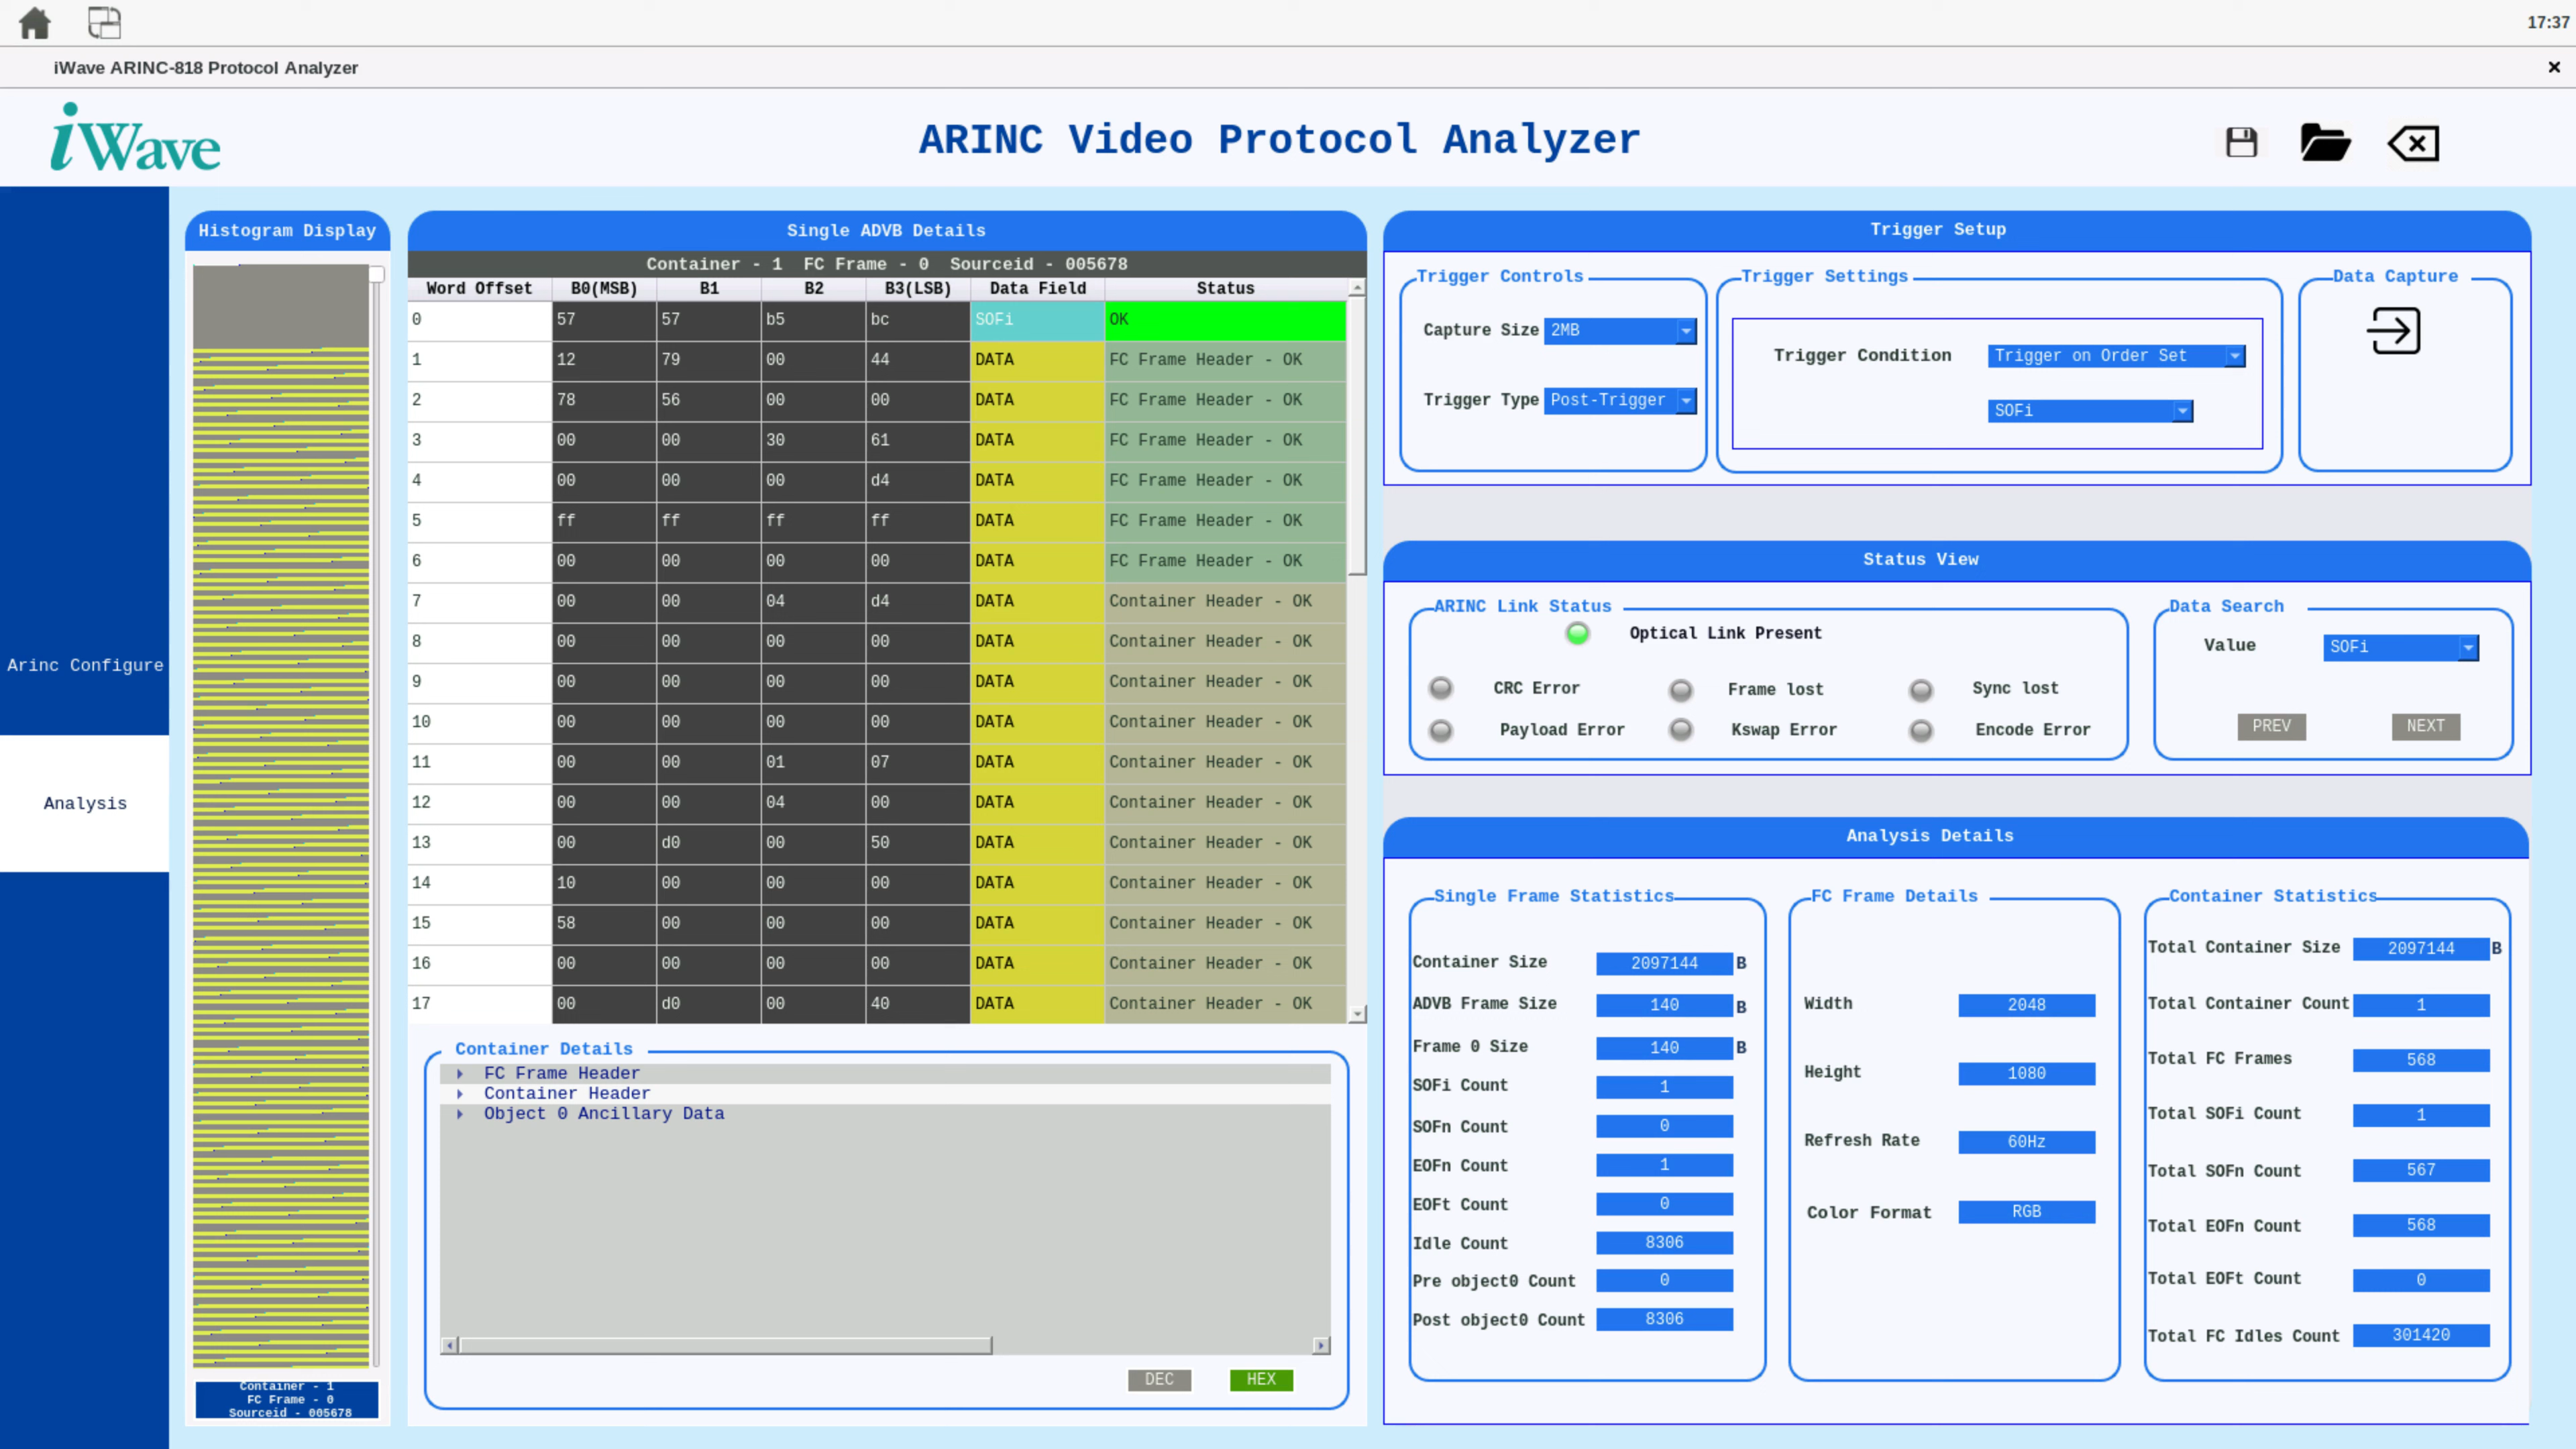 17:37
iWave ARINC-818 Protocol Analyzer
iWave
ARINC Video Protocol Analyzer
Arinc Configure
Analysis
Histogram Display
Container - 1
FC Frame - 0
Sourceid - 005678
Single ADVB Details
Container - 1 FC Frame - 0 Sourceid - 005678
Word Offset B0(MSB) B1 B2 B3(LSB) Data Field Status
0 57 57 b5 bc SOFi OK
1 12 79 00 44 DATA FC Frame Header - OK
2 78 56 00 00 DATA FC Frame Header - OK
3 00 00 30 61 DATA FC Frame Header - OK
4 00 00 00 d4 DATA FC Frame Header - OK
5 ff ff ff ff DATA FC Frame Header - OK
6 00 00 00 00 DATA FC Frame Header - OK
7 00 00 04 d4 DATA Container Header - OK
8 00 00 00 00 DATA Container Header - OK
9 00 00 00 00 DATA Container Header - OK
10 00 00 00 00 DATA Container Header - OK
11 00 00 01 07 DATA Container Header - OK
12 00 00 04 00 DATA Container Header - OK
13 00 d0 00 50 DATA Container Header - OK
14 10 00 00 00 DATA Container Header - OK
15 58 00 00 00 DATA Container Header - OK
16 00 00 00 00 DATA Container Header - OK
17 00 d0 00 40 DATA Container Header - OK
Container Details
FC Frame Header
Container Header
Object 0 Ancillary Data
DEC HEX
Trigger Setup
Trigger Controls
Capture Size 2MB
Trigger Type Post-Trigger
Trigger Settings
Trigger Condition Trigger on Order Set
SOFi
Data Capture
Status View
ARINC Link Status
Optical Link Present
CRC Error Frame lost Sync lost
Payload Error Kswap Error Encode Error
Data Search
Value SOFi
PREV NEXT
Analysis Details
Single Frame Statistics
Container Size 2097144 B
ADVB Frame Size 140 B
Frame 0 Size 140 B
SOFi Count 1
SOFn Count 0
EOFn Count 1
EOFt Count 0
Idle Count 8306
Pre object0 Count 0
Post object0 Count 8306
FC Frame Details
Width 2048
Height 1080
Refresh Rate 60Hz
Color Format RGB
Container Statistics
Total Container Size 2097144 B
Total Container Count 1
Total FC Frames 568
Total SOFi Count 1
Total SOFn Count 567
Total EOFn Count 568
Total EOFt Count 0
Total FC Idles Count 301420